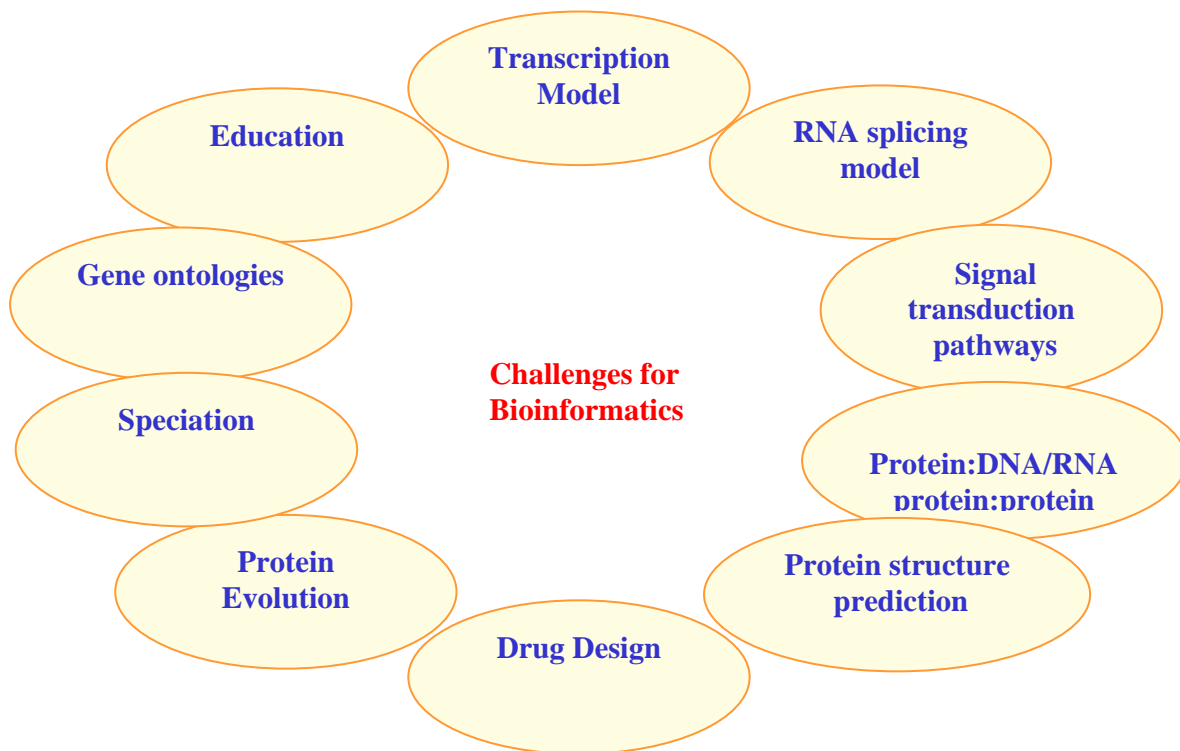 Transcription
Model
RNA splicing
model
Signal
transduction
pathways
Protein:DNA/RNA
protein:protein
Protein structure
prediction
Drug Design
Protein
Evolution
Speciation
Gene ontologies
Education
Challenges for
Bioinformatics